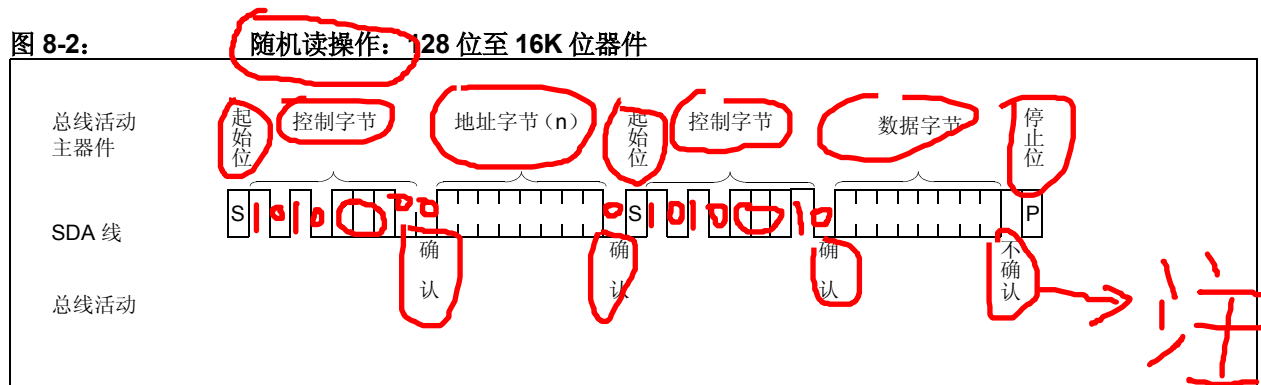 图 8-2： 随机读操作：128 位至 16K 位器件
总线活动
主器件
起始位
控制字节
地址字节（n）
起始位
控制字节
数据字节
停止位
SDA 线
S 1 0 1 0 0 0 0 S 1 0 1 0 0 1 0 P
确认
确认
确认
不确认
注
总线活动